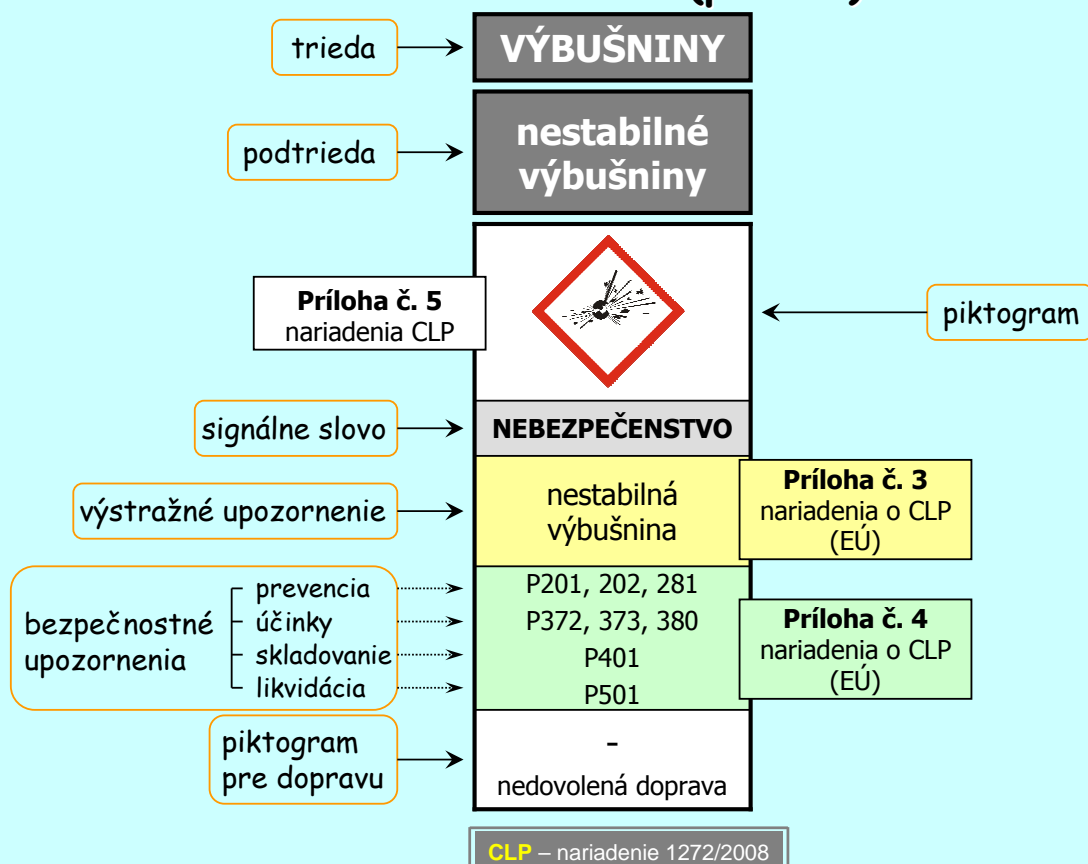 trieda
VÝBUŠNINY
podtrieda
nestabilné
výbušniny
Príloha č. 5
nariadenia CLP
piktogram
signálne slovo
NEBEZPEČENSTVO
výstražné upozornenie
nestabilná
výbušnina
Príloha č. 3
nariadenia o CLP
(EÚ)
bezpečnostné
upozornenia
prevencia
účinky
skladovanie
likvidácia
P201, 202, 281
P372, 373, 380
P401
P501
Príloha č. 4
nariadenia o CLP
(EÚ)
piktogram
pre dopravu
-
nedovolená doprava
CLP – nariadenie 1272/2008